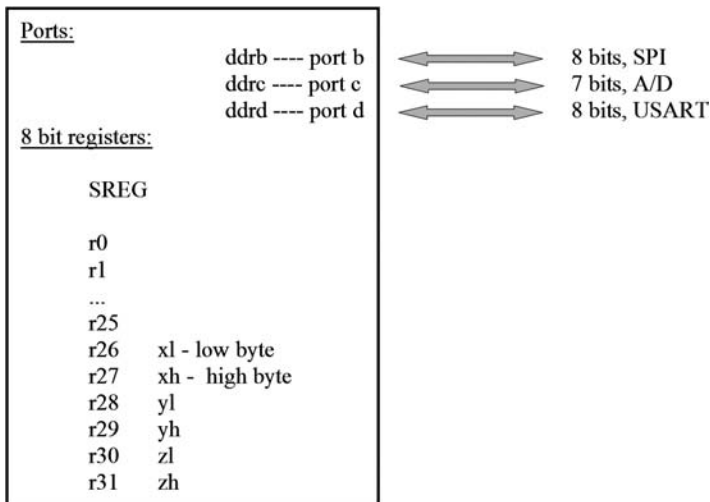 Ports:
ddrb ---- port b 8 bits, SPI
ddrc ---- port c 7 bits, A/D
ddrd ---- port d 8 bits, USART
8 bit registers:
SREG
r0
r1
...
r25
r26 xl - low byte
r27 xh - high byte
r28 yl
r29 yh
r30 zl
r31 zh